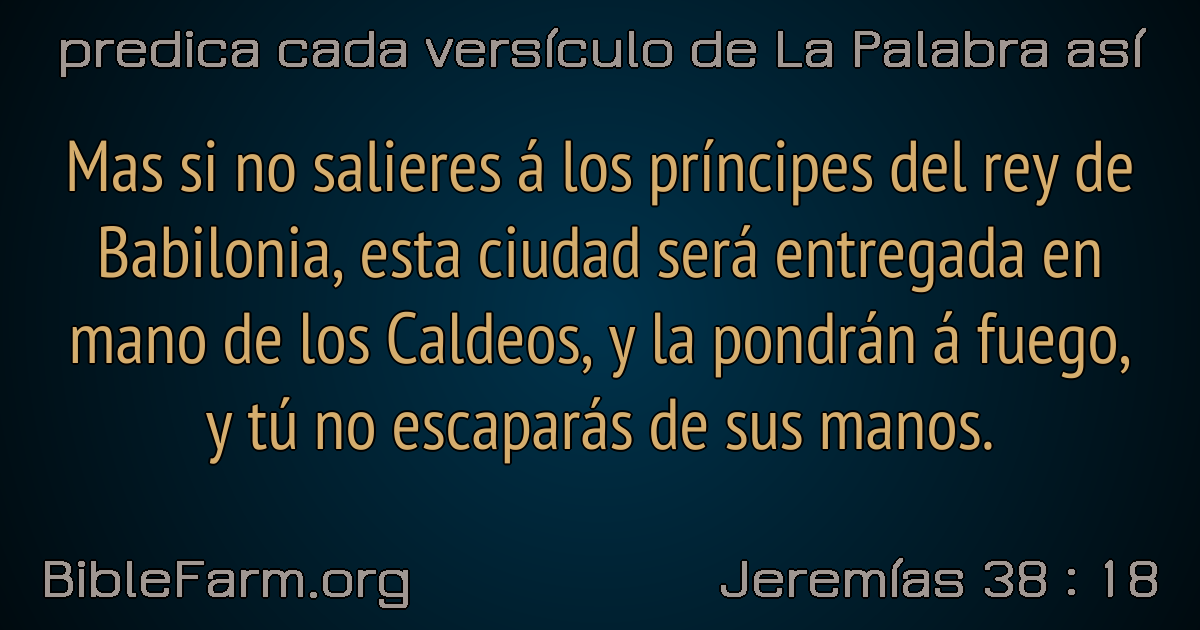 predica cada versículo de La Palabra así
Mas si no salieres á los príncipes del rey de
Babilonia, esta ciudad será entregada en
mano de los Caldeos, y la pondrán á fuego,
y tú no escaparás de sus manos.
BibleFarm.org
Jeremías 38 : 18